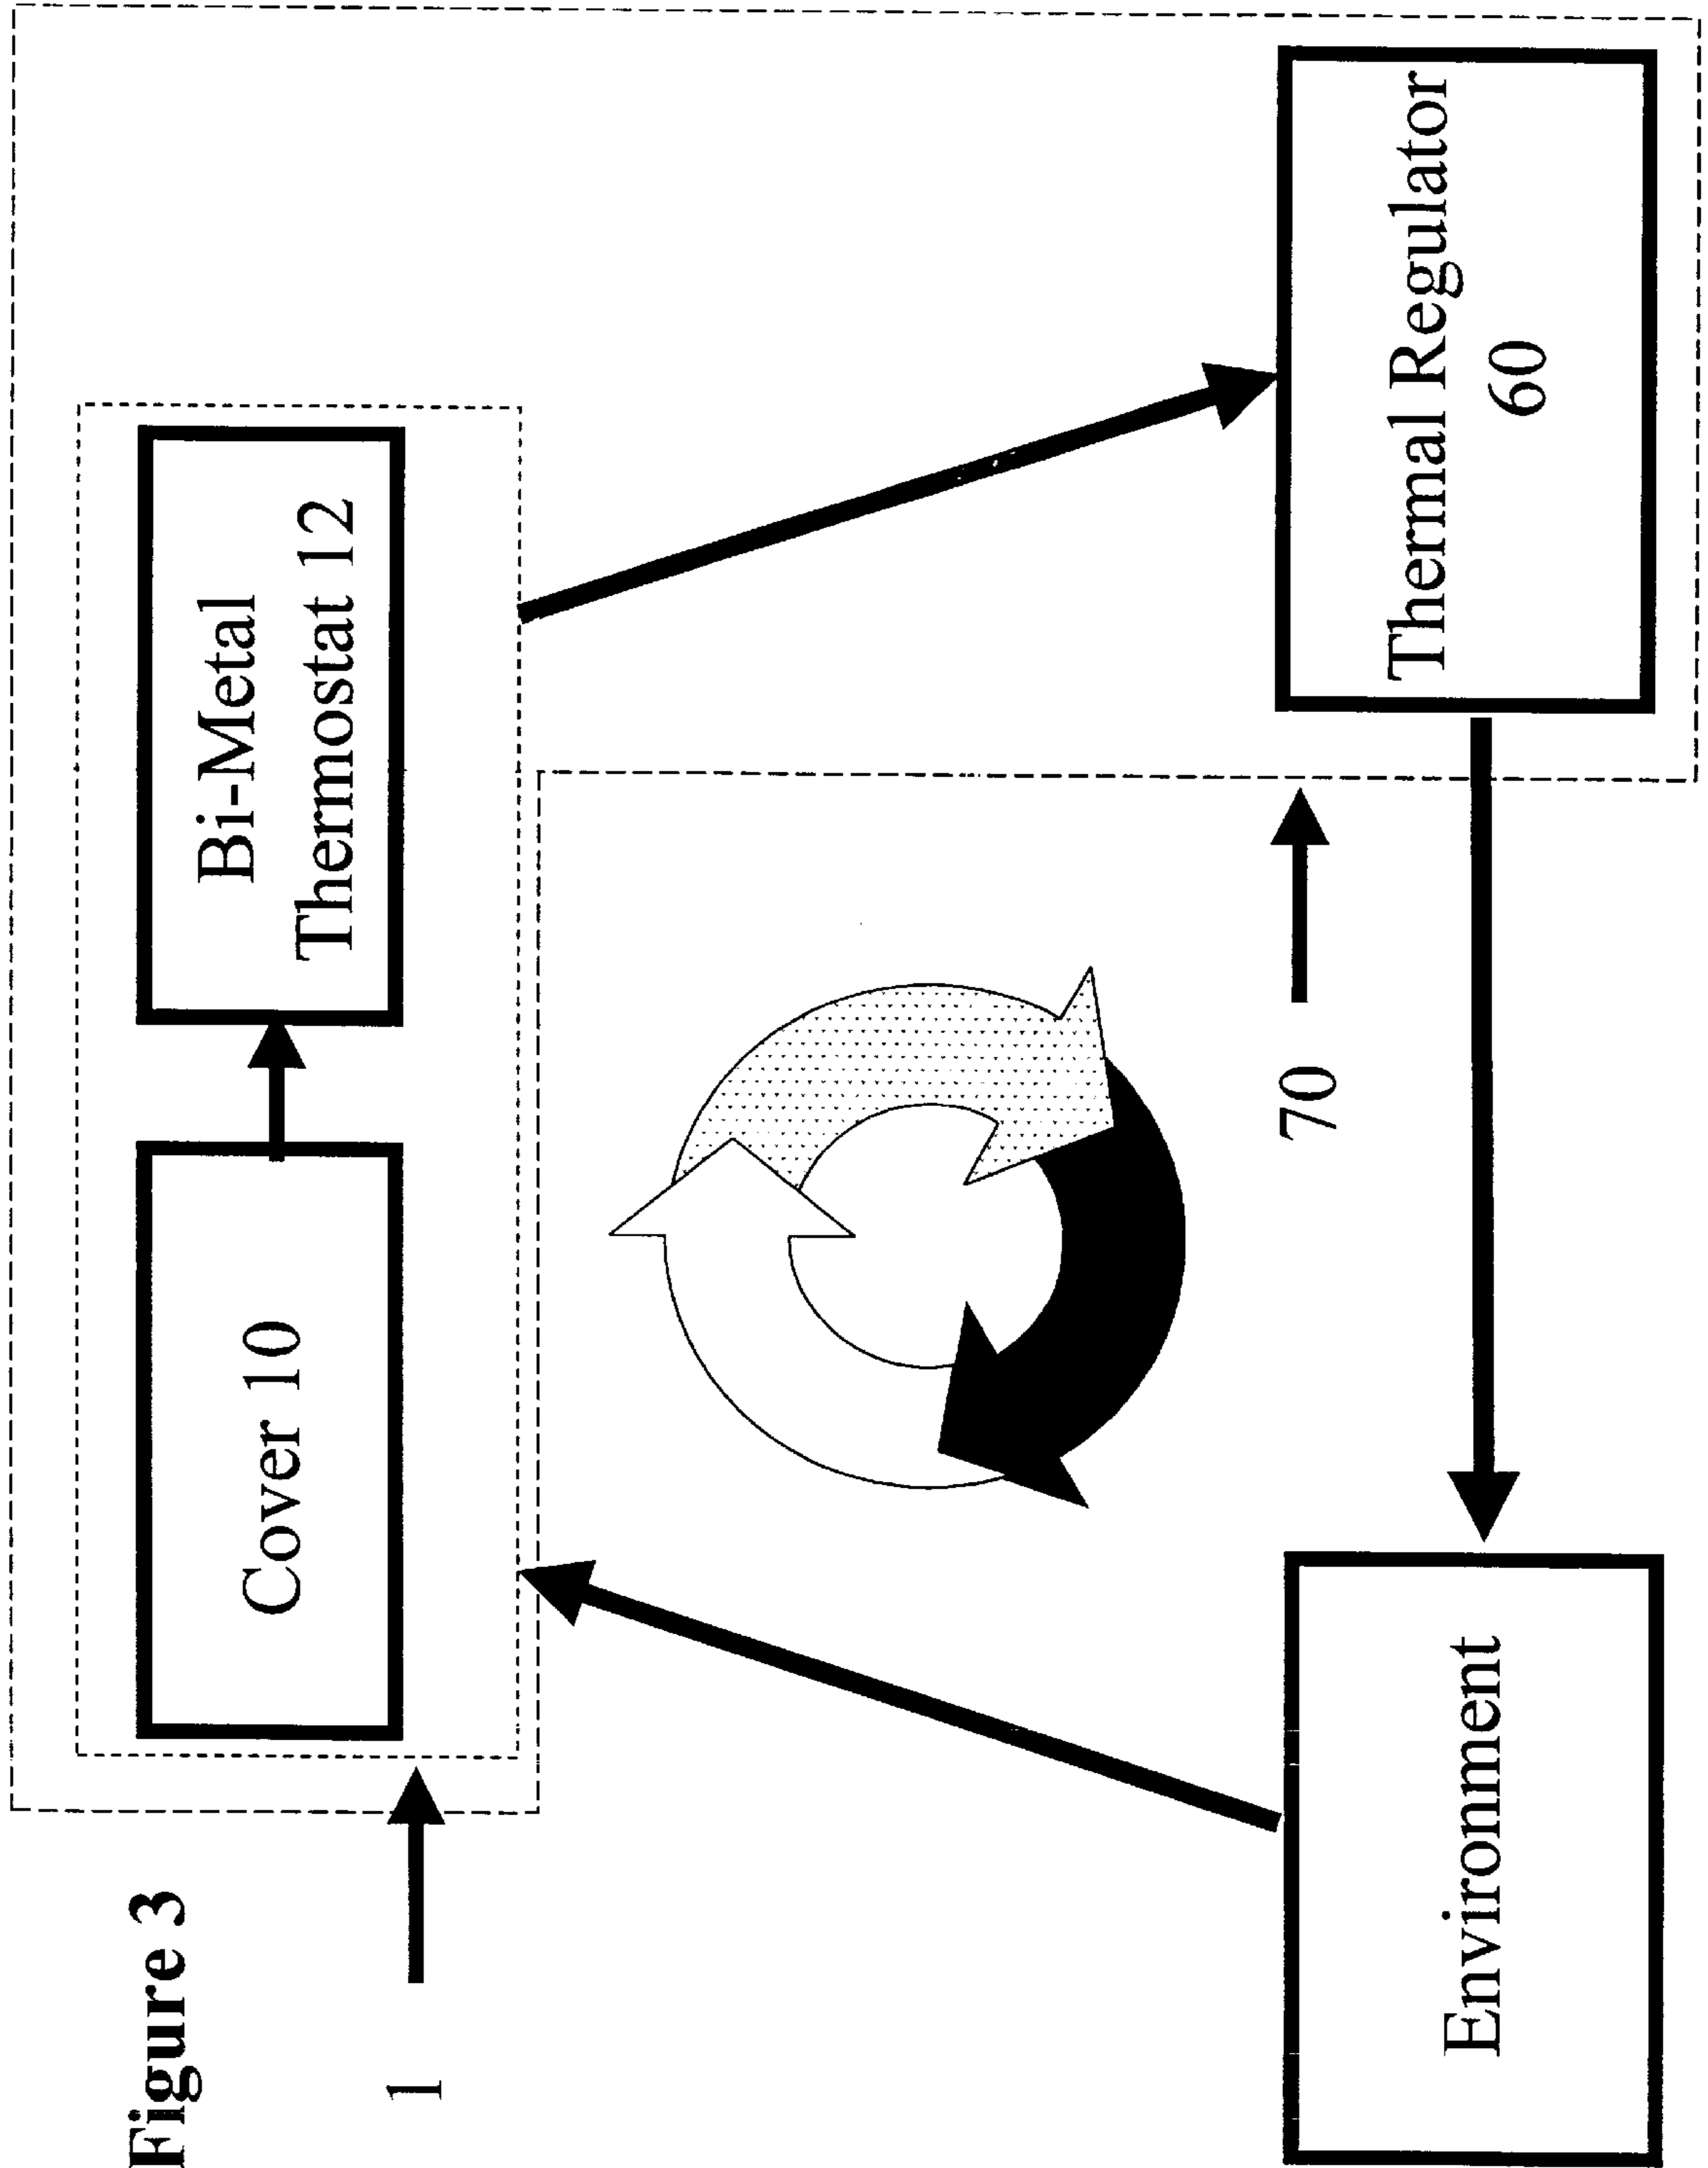 Figure 3
1
Cover 10
Bi-Metal
Thermostat 12
70
Environment
Thermal Regulator
60